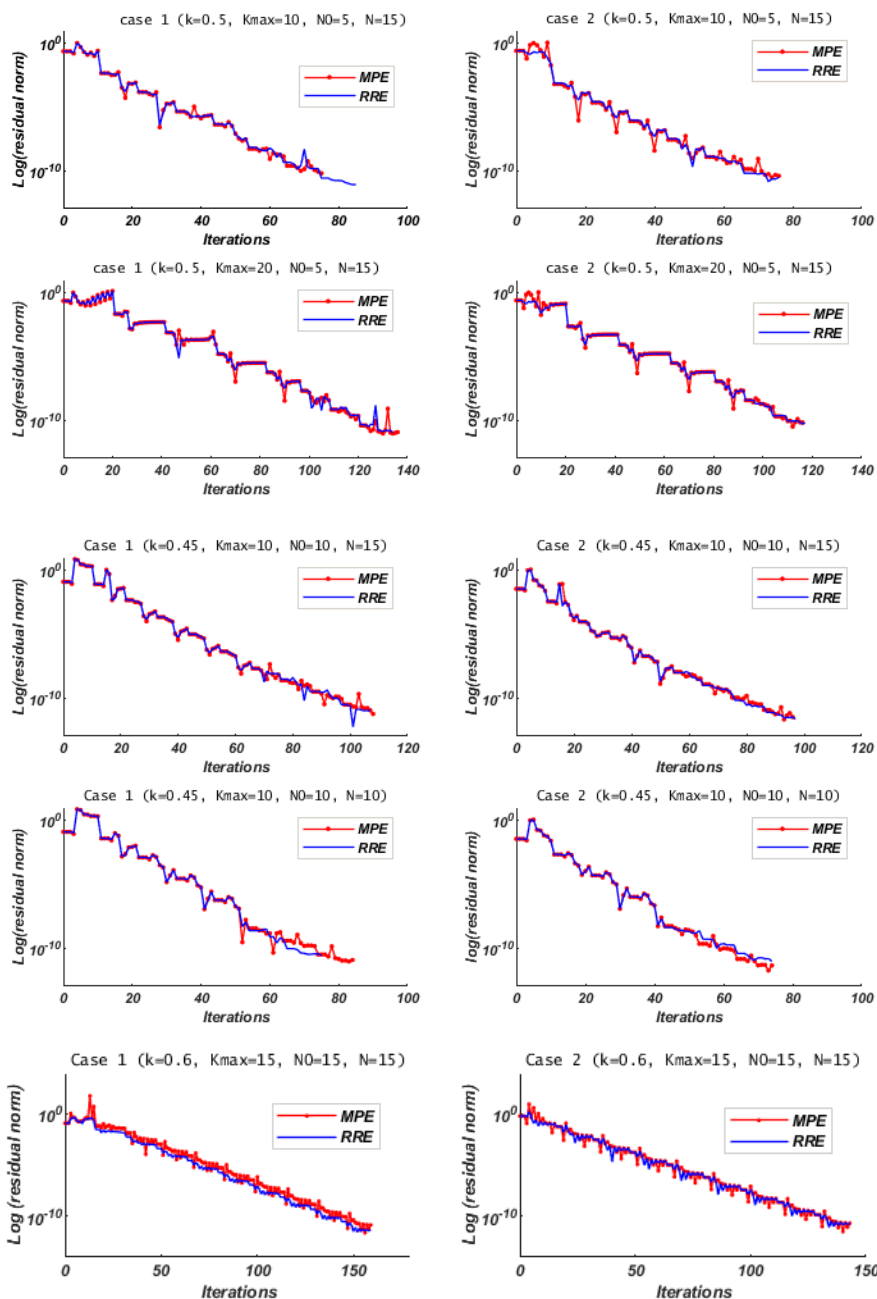 case 1 (k=0.5, Kmax=10, N0=5, N=15)
Log(residual norm)
10^0
10^-10
MPE
RRE
0 20 40 60 80 100
Iterations
case 2 (k=0.5, Kmax=10, N0=5, N=15)
Log(residual norm)
10^0
10^-10
MPE
RRE
0 20 40 60 80 100
Iterations
case 1 (k=0.5, Kmax=20, N0=5, N=15)
Log(residual norm)
10^0
10^-10
MPE
RRE
0 20 40 60 80 100 120 140
Iterations
case 2 (k=0.5, Kmax=20, N0=5, N=15)
Log(residual norm)
10^0
10^-10
MPE
RRE
0 20 40 60 80 100 120 140
Iterations
Case 1 (k=0.45, Kmax=10, N0=10, N=15)
Log(residual norm)
10^0
10^-10
MPE
RRE
0 20 40 60 80 100 120
Iterations
Case 2 (k=0.45, Kmax=10, N0=10, N=15)
Log(residual norm)
10^0
10^-10
MPE
RRE
0 20 40 60 80 100 120
Iterations
Case 1 (k=0.45, Kmax=10, N0=10, N=10)
Log(residual norm)
10^0
10^-10
MPE
RRE
0 20 40 60 80 100
Iterations
Case 2 (k=0.45, Kmax=10, N0=10, N=10)
log(residual norm)
10^0
10^-10
MPE
RRE
0 20 40 60 80 100
Iterations
Case 1 (k=0.6, Kmax=15, N0=15, N=15)
Log (residual norm)
10^0
10^-10
MPE
RRE
0 50 100 150
Iterations
Case 2 (k=0.6, Kmax=15, N0=15, N=15)
Log (residual norm)
10^0
10^-10
MPE
RRE
0 50 100 150
Iterations